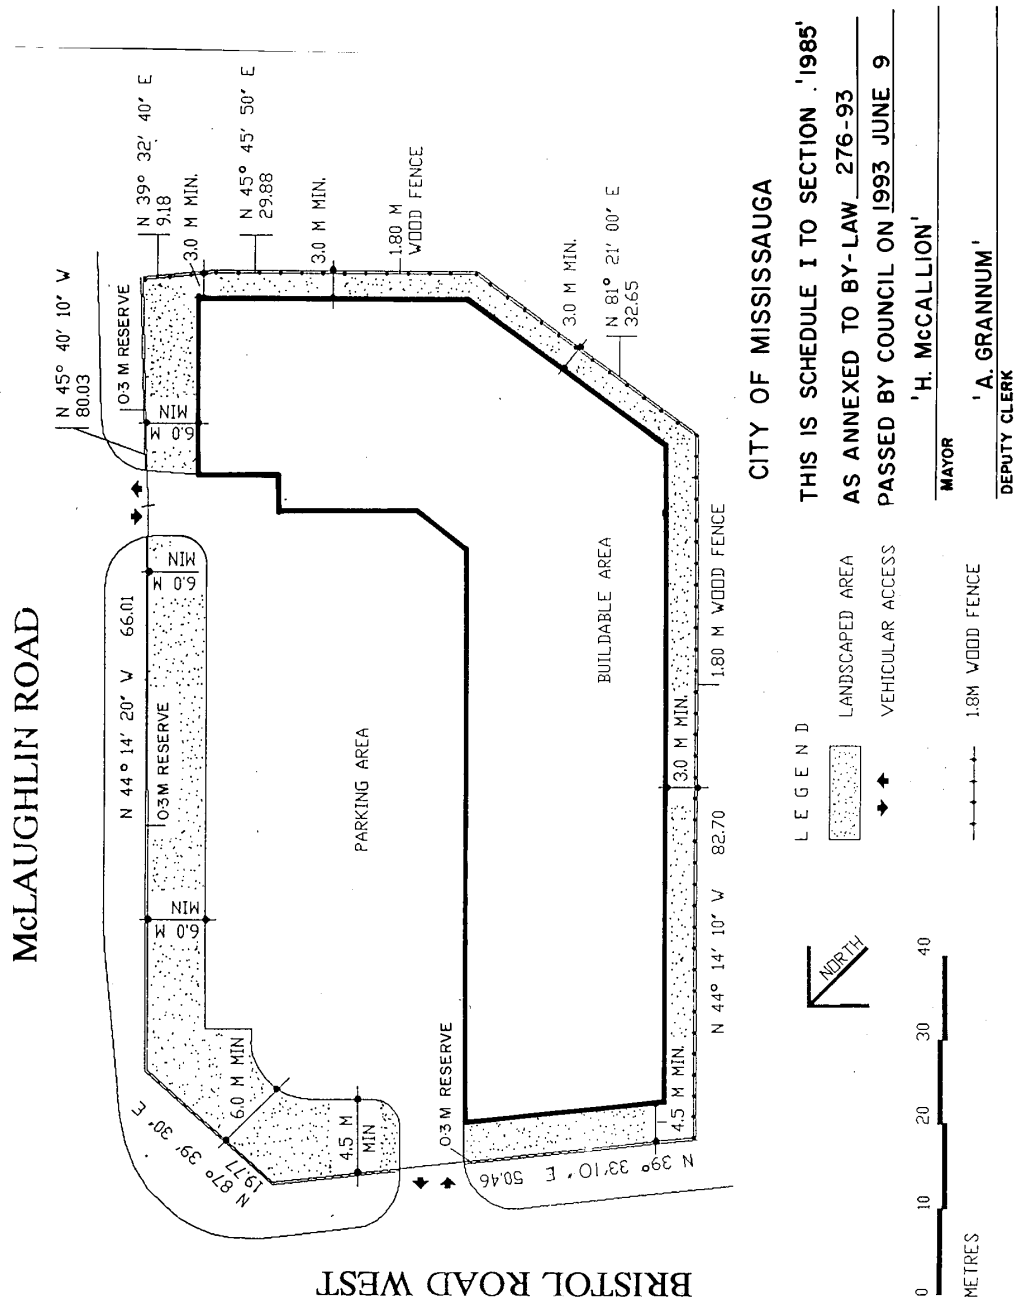 McLAUGHLIN ROAD
BRISTOL ROAD WEST
N 45° 40' 10" W
80.03
0.3 M RESERVE
6.0 M
MIN
N 39° 32' 40" E
9.18
3.0 M MIN.
N 45° 45' 50" E
29.88
3.0 M MIN.
1.80 M
WOOD FENCE
3.0 M MIN.
N 81° 21' 00" E
32.65
N 44° 14' 20" W 66.01
0.3M RESERVE
6.0 M
MIN
6.0 M
MIN
PARKING AREA
BUILDABLE AREA
1.80 M WOOD FENCE
3.0 M MIN.
N 44° 14' 10" W 82.70
N 87° 39' 30" E
19.77
6.0 M MIN
4.5 M
MIN
0.3 M RESERVE
4.5 M MIN.
N 39° 33' 10" E 50.46
CITY OF MISSISSAUGA
THIS IS SCHEDULE I TO SECTION .'1985'
AS ANNEXED TO BY-LAW 276-93
PASSED BY COUNCIL ON 1993 JUNE 9
'H. McCALLION'
MAYOR
'A. GRANNUM'
DEPUTY CLERK
LEGEND
LANDSCAPED AREA
VEHICULAR ACCESS
1.8M WOOD FENCE
NORTH
0 10 20 30 40
METRES